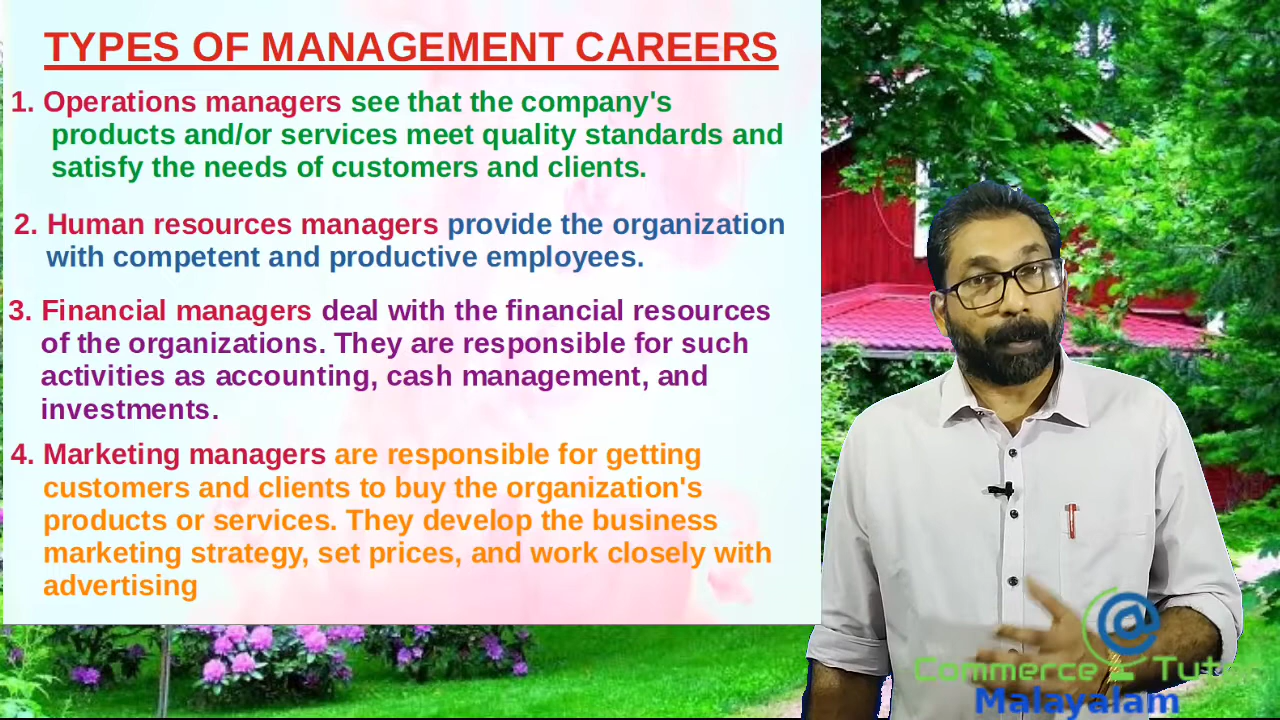 TYPES OF MANAGEMENT CAREERS
1. Operations managers see that the company's
products and/or services meet quality standards and
satisfy the needs of customers and clients.
2. Human resources managers provide the organization
with competent and productive employees.
3. Financial managers deal with the financial resources
of the organizations. They are responsible for such
activities as accounting, cash management, and
investments.
4. Marketing managers are responsible for getting
customers and clients to buy the organization's
products or services. They develop the business
marketing strategy, set prices, and work closely with
advertising
@
Commerce
Malayalam